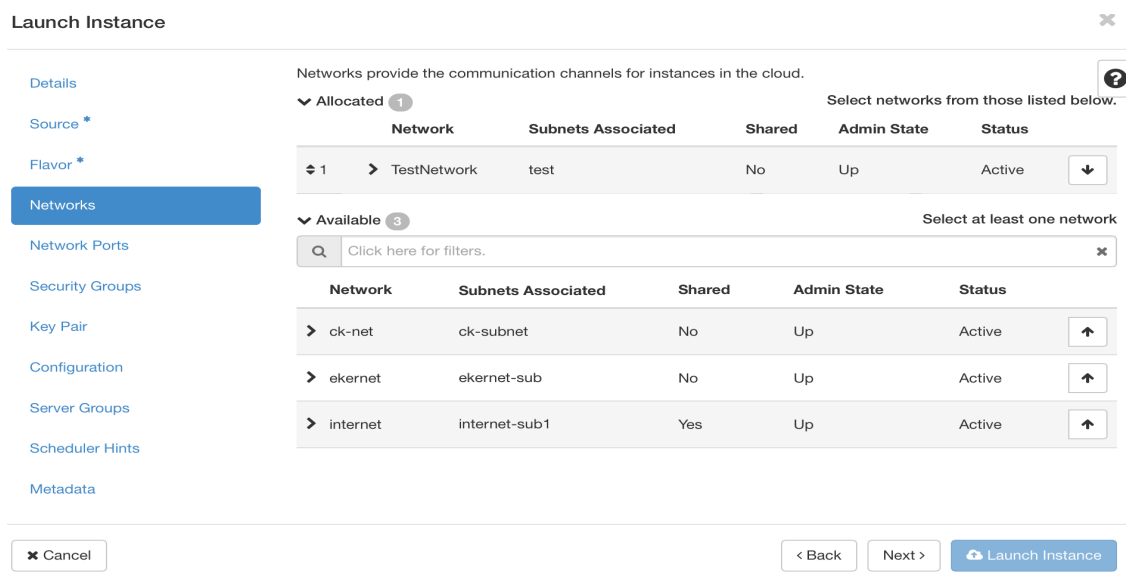 Launch Instance
Details
Source *
Flavor *
Networks
Network Ports
Security Groups
Key Pair
Configuration
Server Groups
Scheduler Hints
Metadata
Networks provide the communication channels for instances in the cloud.
Allocated 1 Select networks from those listed below.
Network Subnets Associated Shared Admin State Status
1 TestNetwork test No Up Active
Available 3 Select at least one network
Click here for filters.
Network Subnets Associated Shared Admin State Status
ck-net ck-subnet No Up Active
ekernet ekernet-sub No Up Active
internet internet-sub1 Yes Up Active
Cancel < Back Next > Launch Instance